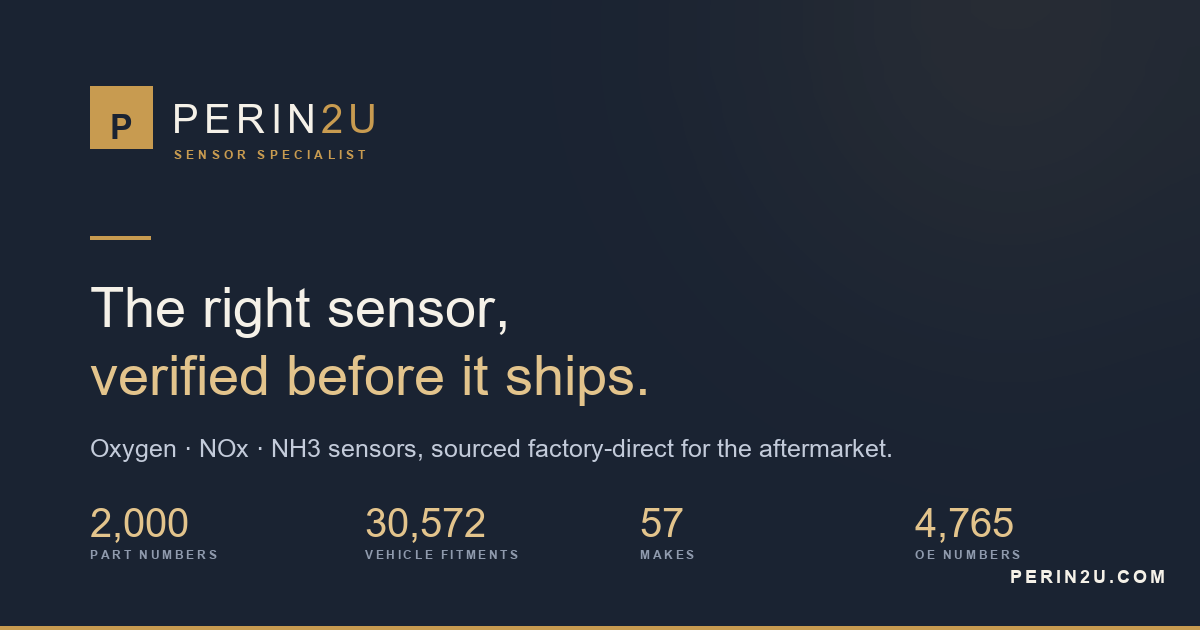 P
PERIN2U
SENSOR SPECIALIST
The right sensor,
verified before it ships.
Oxygen · NOx · NH3 sensors, sourced factory-direct for the aftermarket.
2,000 30,572 57 4,765
PART NUMBERS VEHICLE FITMENTS MAKES OE NUMBERS
PERIN2U.COM